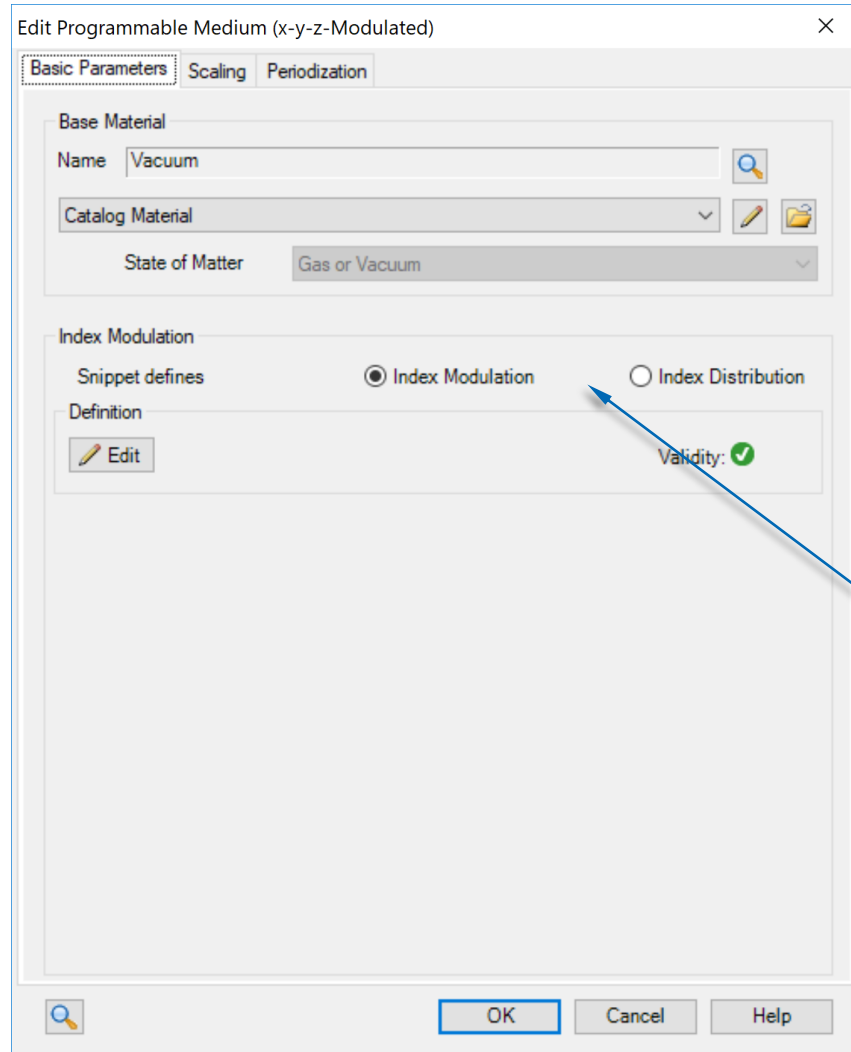 Edit Programmable Medium (x-y-z-Modulated)
Basic Parameters Scaling Periodization
Base Material
Name Vacuum
Catalog Material
State of Matter Gas or Vacuum
Index Modulation
Snippet defines Index Modulation Index Distribution
Definition
Edit Validity:
OK Cancel Help